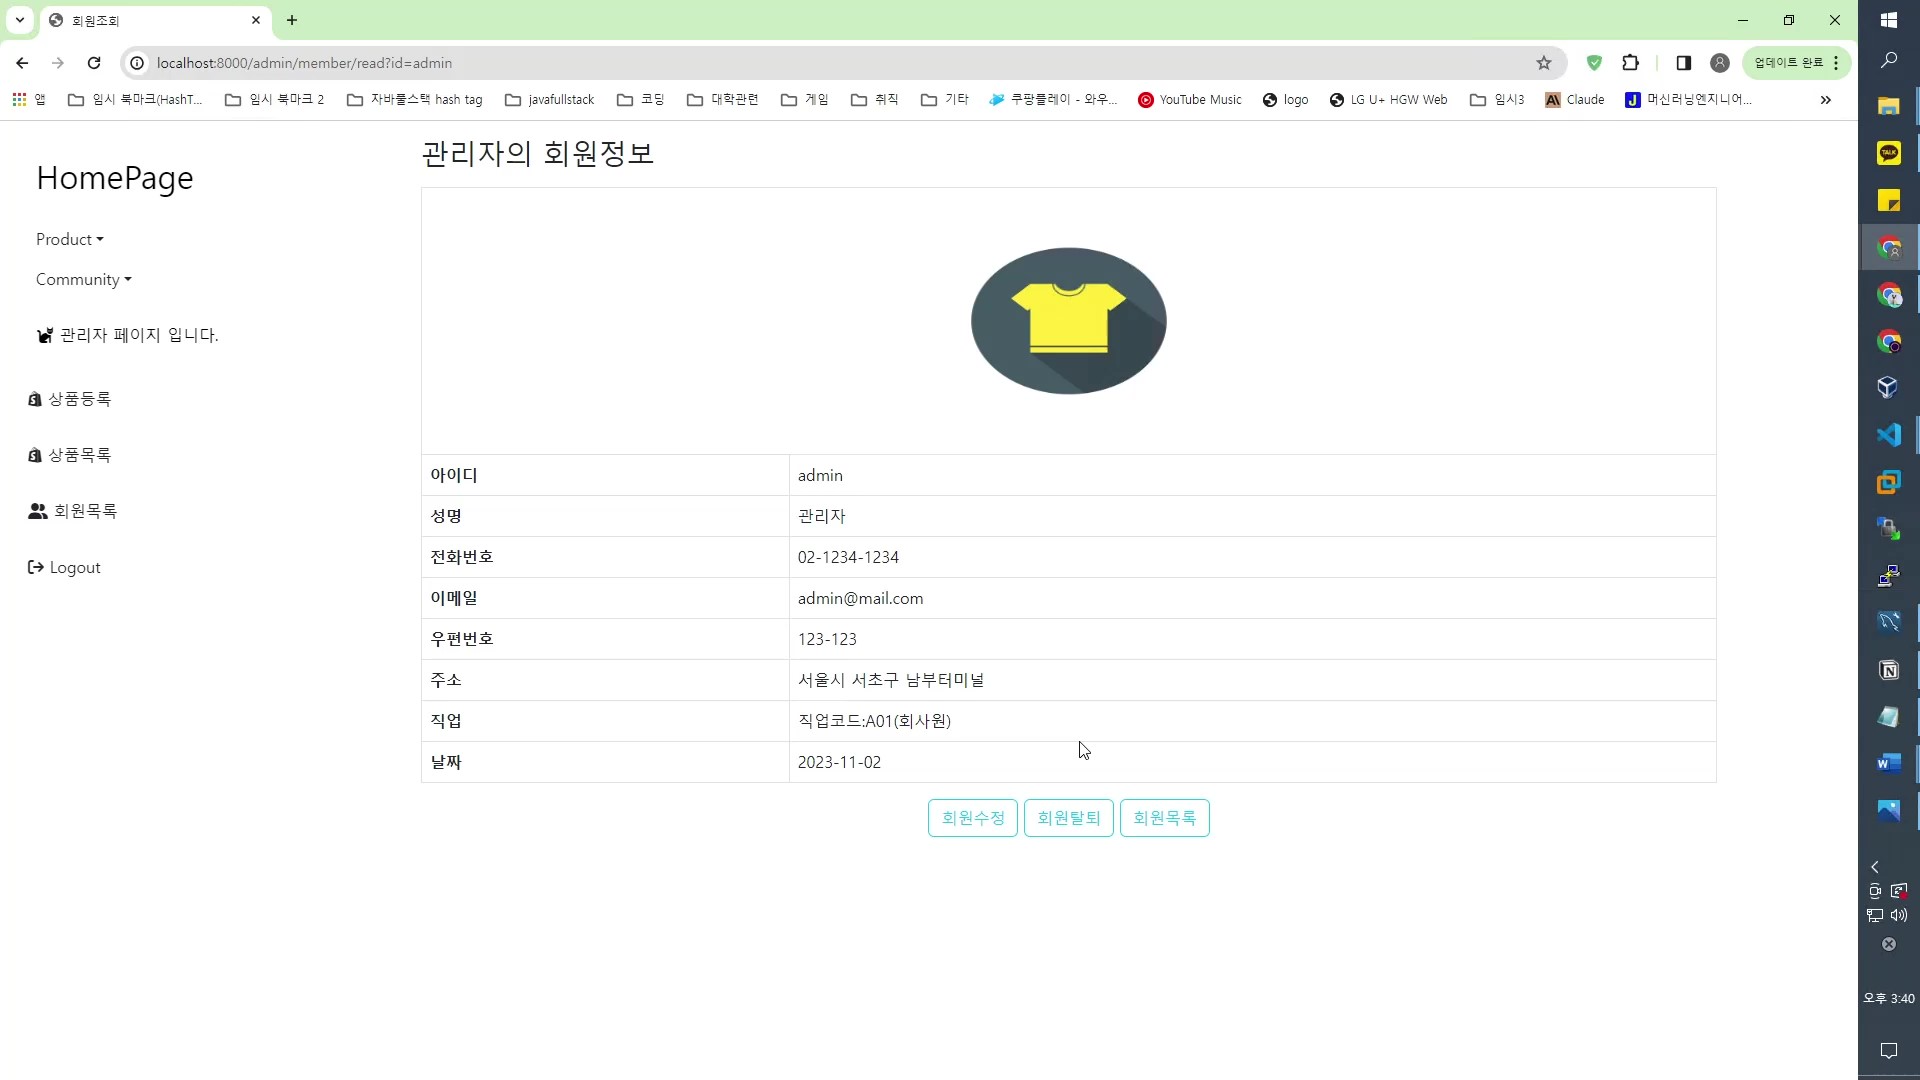 회원조회
localhost:8000/admin/member/read?id=admin
업데이트 완료
앱
임시 북마크(HashT...
임시 북마크 2
자바풀스택 hash tag
javafullstack
코딩
대학관련
게임
취직
기타
쿠팡플레이 - 와우...
YouTube Music
logo
LG U+ HGW Web
임시3
Claude
머신러닝엔지니어...
HomePage
Product
Community
관리자 페이지 입니다.
상품등록
상품목록
회원목록
Logout
관리자의 회원정보
아이디 admin
성명 관리자
전화번호 02-1234-1234
이메일 admin@mail.com
우편번호 123-123
주소 서울시 서초구 남부터미널
직업 직업코드:A01(회사원)
날짜 2023-11-02
회원수정 회원탈퇴 회원목록
TALK
오후 3:40